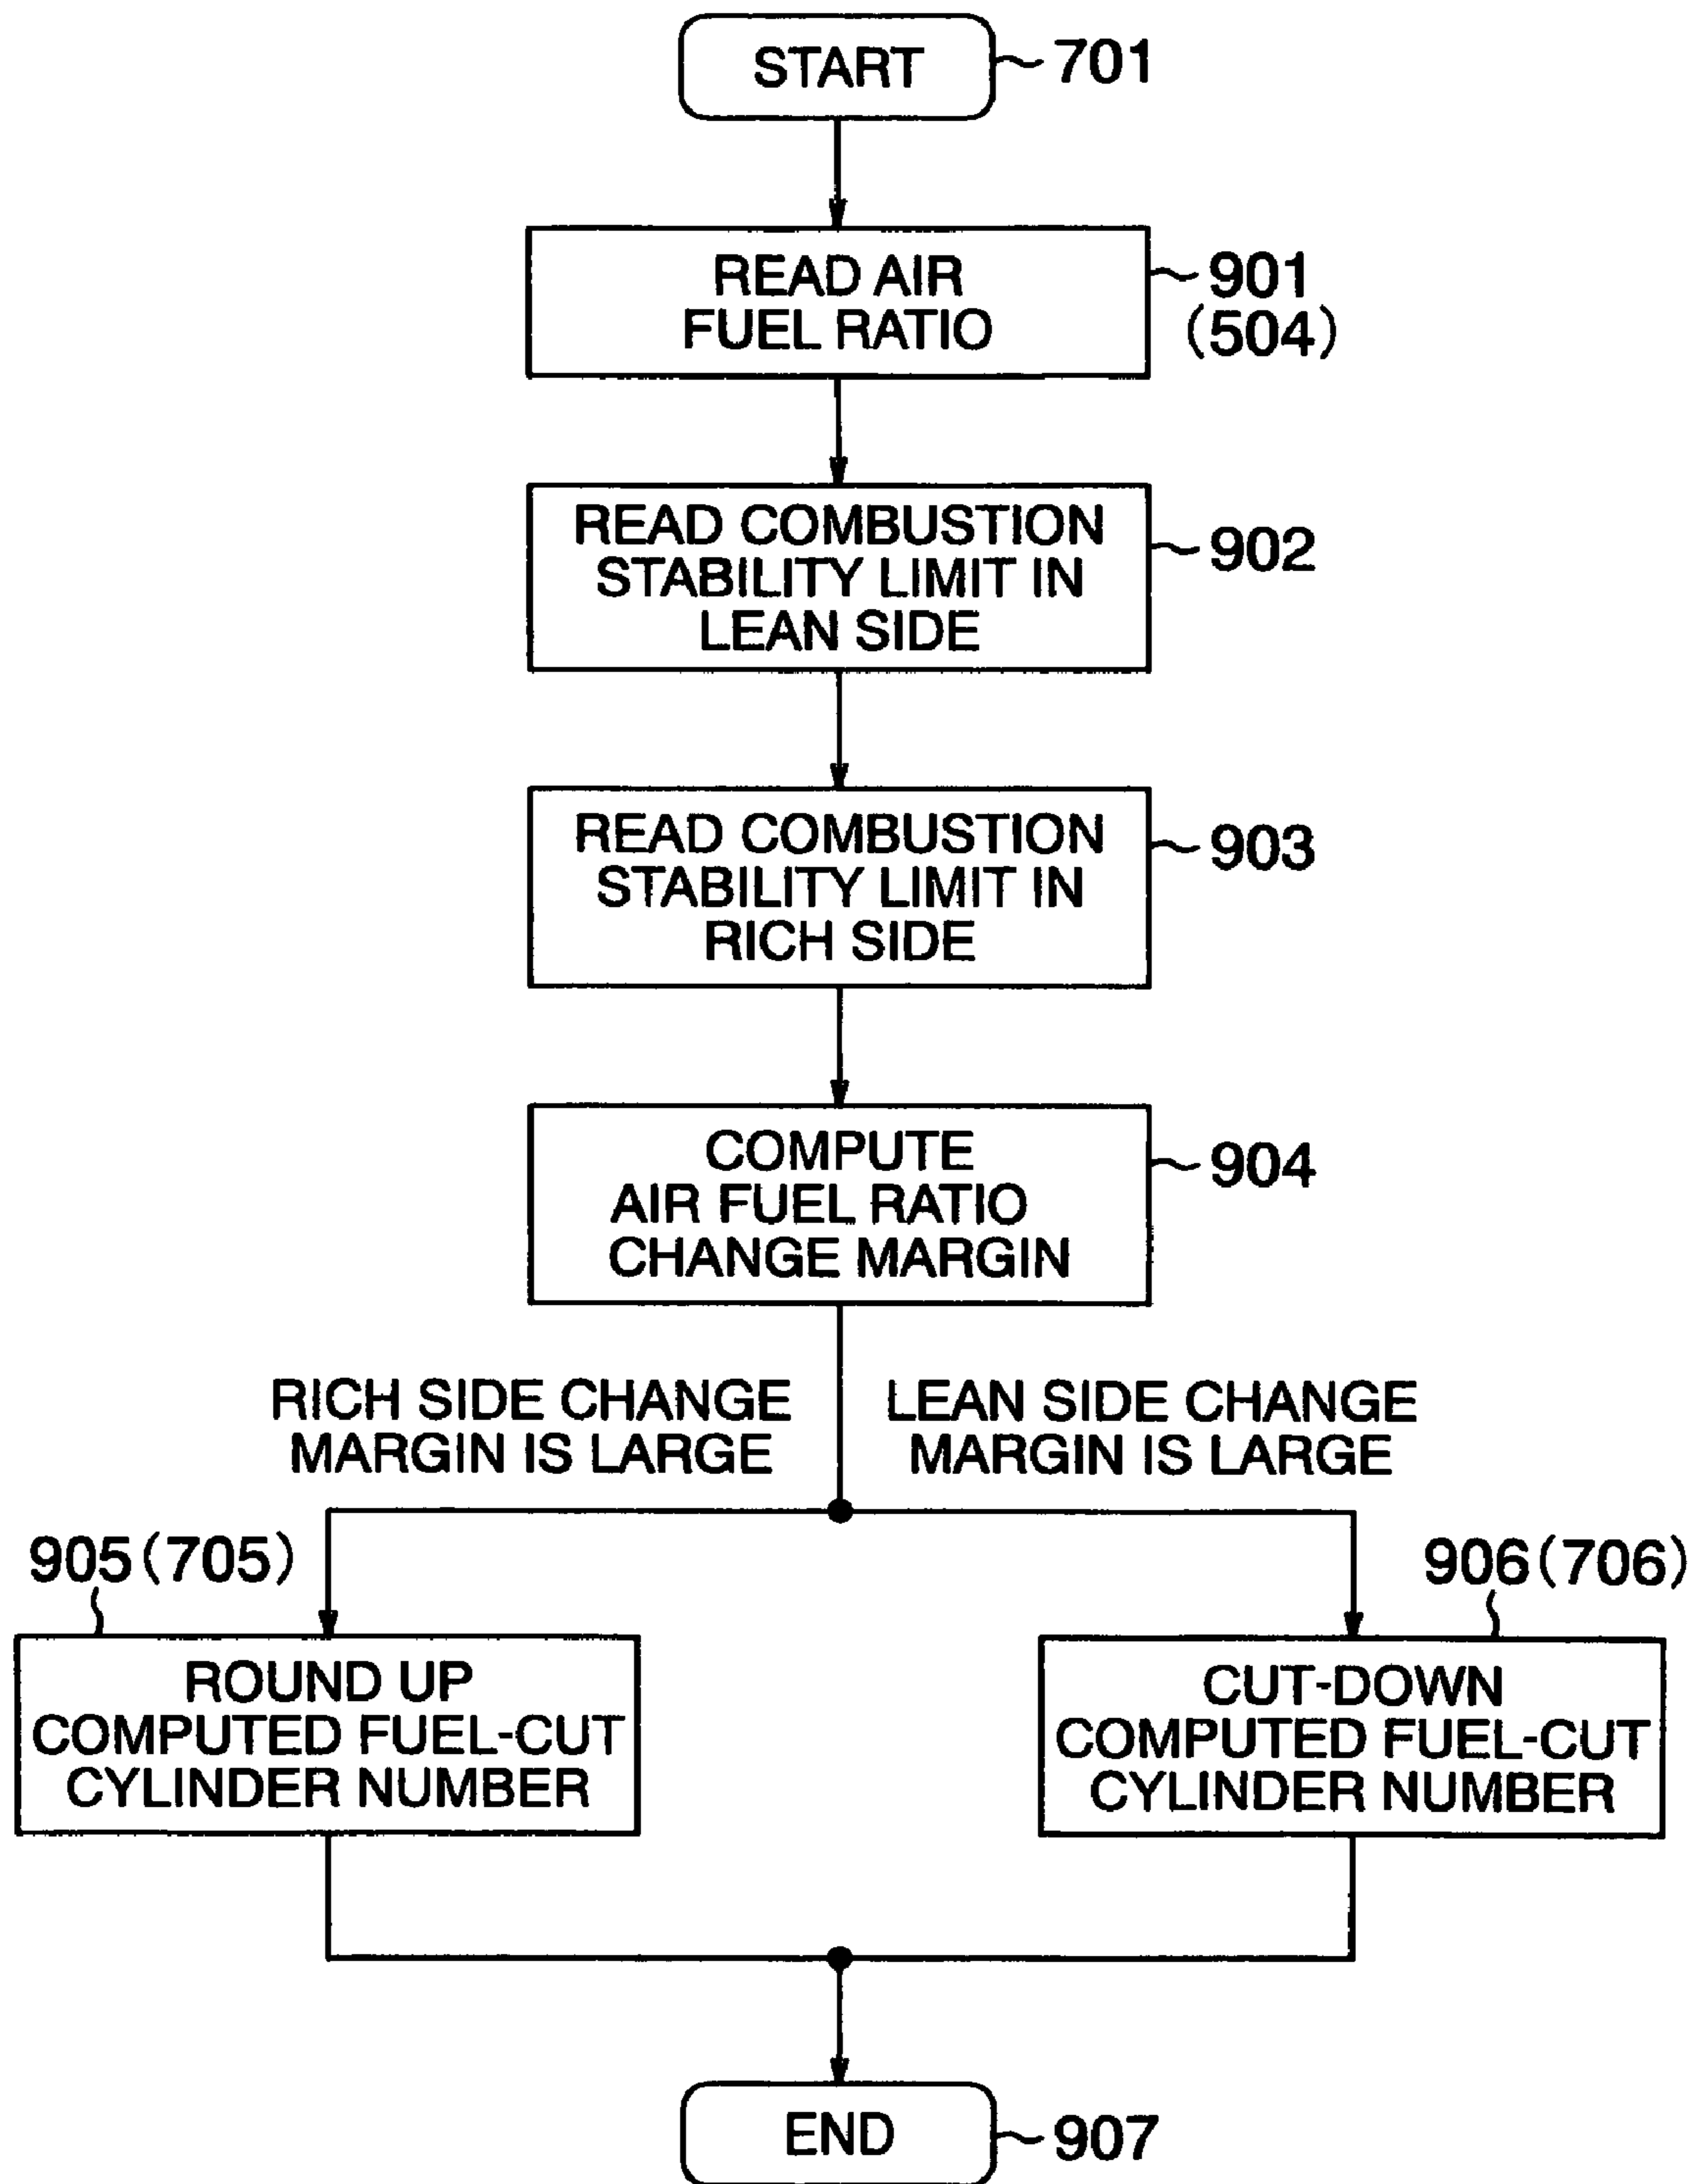 START
701
READ AIR
FUEL RATIO
901
(504)
READ COMBUSTION
STABILITY LIMIT IN
LEAN SIDE
902
READ COMBUSTION
STABILITY LIMIT IN
RICH SIDE
903
COMPUTE
AIR FUEL RATIO
CHANGE MARGIN
904
RICH SIDE CHANGE
MARGIN IS LARGE
LEAN SIDE CHANGE
MARGIN IS LARGE
905(705)
ROUND UP
COMPUTED FUEL-CUT
CYLINDER NUMBER
906(706)
CUT-DOWN
COMPUTED FUEL-CUT
CYLINDER NUMBER
END
907